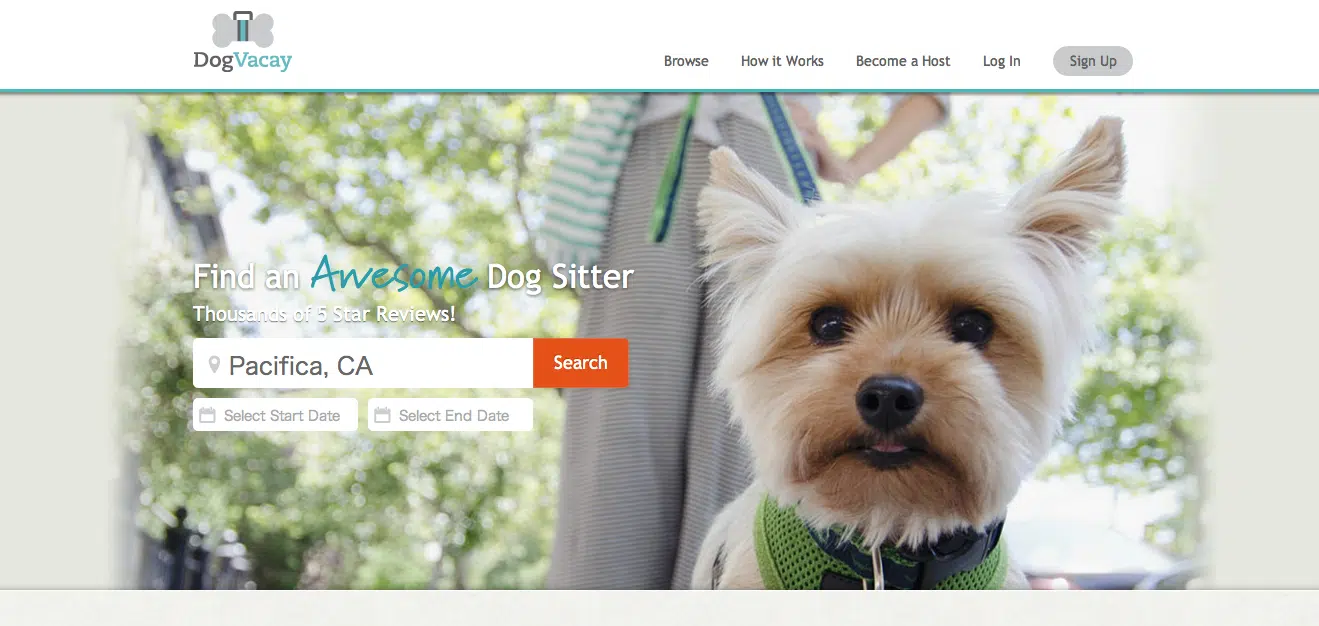 DogVacay
Browse How it Works Become a Host Log In Sign Up
Find an Awesome Dog Sitter
Thousands of 5 Star Reviews!
Pacifica, CA Search
Select Start Date Select End Date